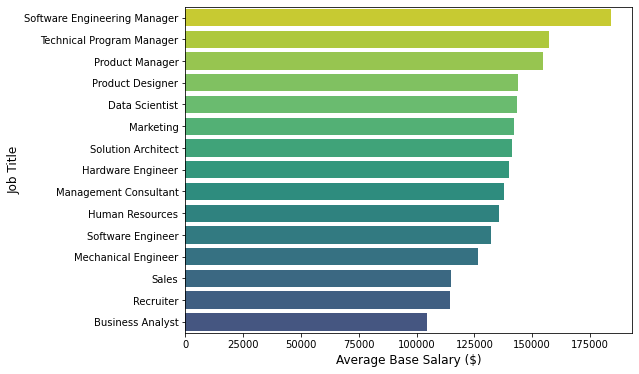 Software Engineering Manager
Technical Program Manager
Product Manager
Product Designer
Data Scientist
Marketing
Solution Architect
Hardware Engineer
Management Consultant
Human Resources
Software Engineer
Mechanical Engineer
Sales
Recruiter
Business Analyst
Job Title
0 25000 50000 75000 100000 125000 150000 175000
Average Base Salary ($)